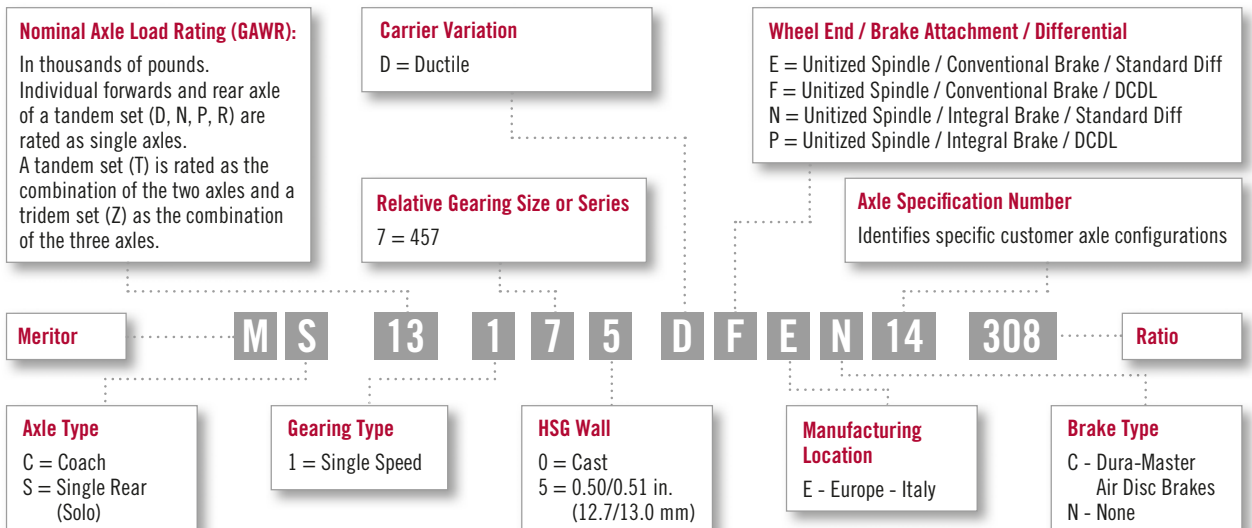 Nominal Axle Load Rating (GAWR):
In thousands of pounds.
Individual forwards and rear axle
of a tandem set (D, N, P, R) are
rated as single axles.
A tandem set (T) is rated as the
combination of the two axles and a
tridem set (Z) as the combination
of the three axles.
Carrier Variation
D = Ductile
Wheel End / Brake Attachment / Differential
E = Unitized Spindle / Conventional Brake / Standard Diff
F = Unitized Spindle / Conventional Brake / DCDL
N = Unitized Spindle / Integral Brake / Standard Diff
P = Unitized Spindle / Integral Brake / DCDL
Relative Gearing Size or Series
7 = 457
Axle Specification Number
Identifies specific customer axle configurations
Meritor
M S 13 1 7 5 D F E N 14 308
Ratio
Axle Type
C = Coach
S = Single Rear
(Solo)
Gearing Type
1 = Single Speed
HSG Wall
0 = Cast
5 = 0.50/0.51 in.
(12.7/13.0 mm)
Manufacturing
Location
E - Europe - Italy
Brake Type
C - Dura-Master
Air Disc Brakes
N - None